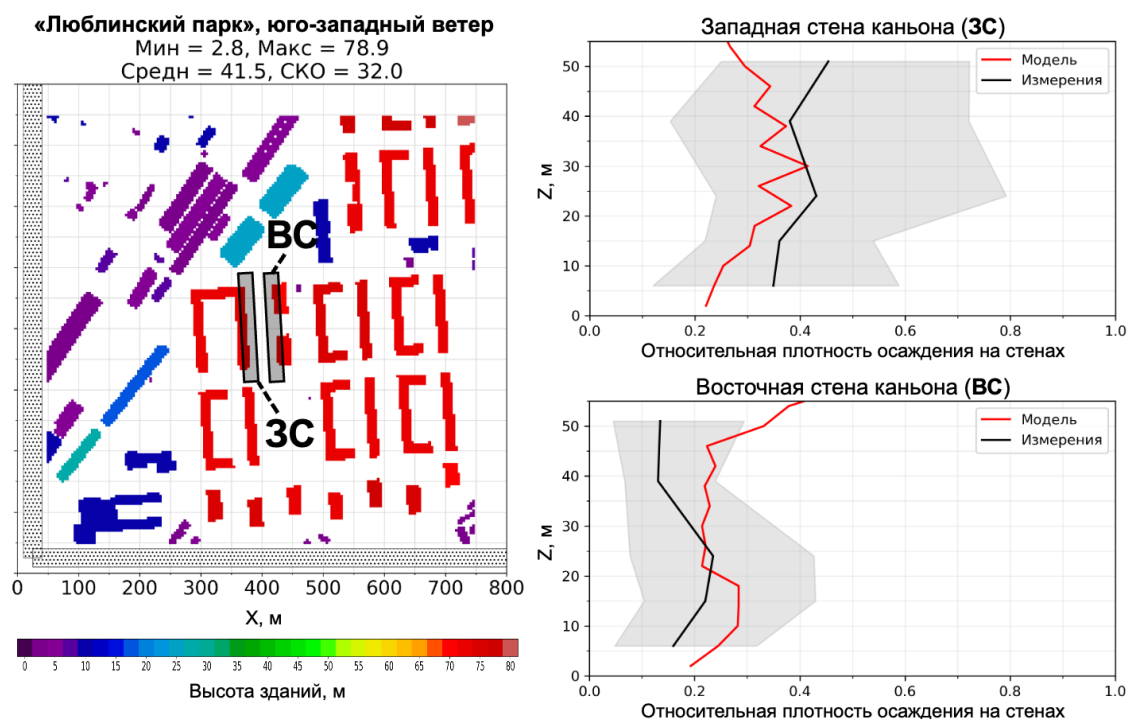 «Люблинский парк», юго-западный ветер
Мин = 2.8, Макс = 78.9
Средн = 41.5, СКО = 32.0
ВС
ЗС
0 100 200 300 400 500 600 700 800
X, м
0 5 10 15 20 25 30 35 40 45 50 55 60 65 70 75 80
Высота зданий, м
Западная стена каньона (ЗС)
Модель
Измерения
50
40
30
20
10
0
Z, м
0.0 0.2 0.4 0.6 0.8 1.0
Относительная плотность осаждения на стенах
Восточная стена каньона (ВС)
Модель
Измерения
50
40
30
20
10
0
Z, м
0.0 0.2 0.4 0.6 0.8 1.0
Относительная плотность осаждения на стенах